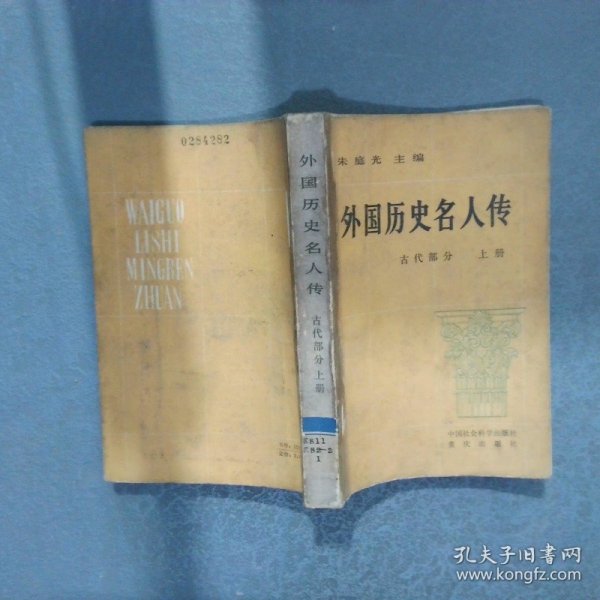 0284282
WAIGUO
LISHI
MINGREN
ZHUAN
外国历史名人传
古代部分上册
K811
1
朱庭光 主编
外国历史名人传
古代部分 上册
中国社会科学出版社
重庆出版社
孔夫子旧书网
www.kongfz.com